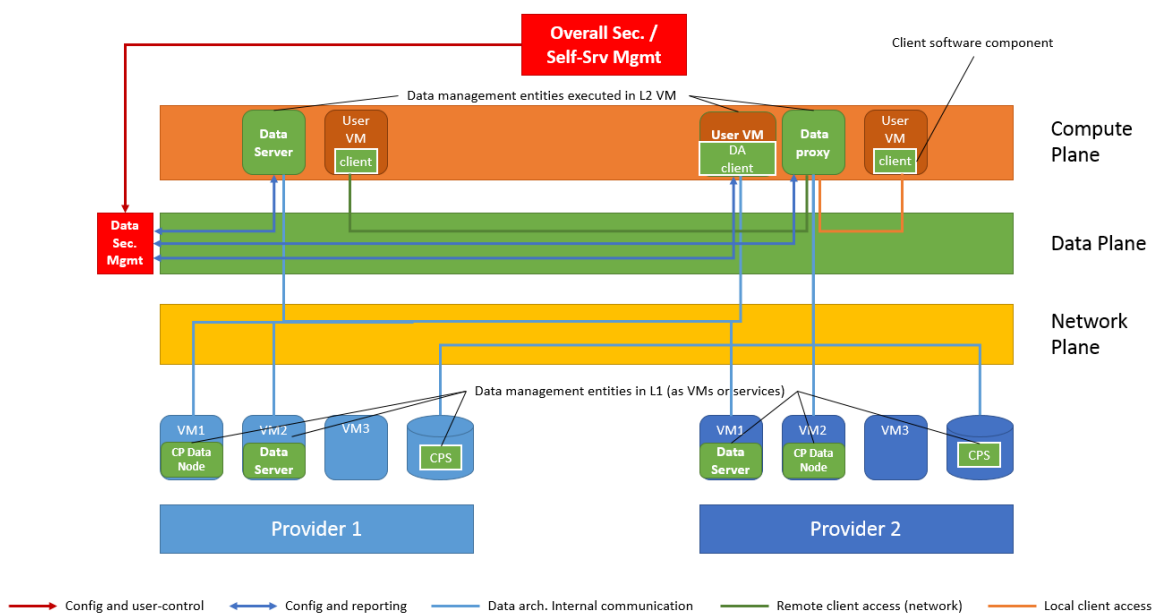 Overall Sec. /
Self-Srv Mgmt
Client software component
Data management entities executed in L2 VM
Data
Server
User
VM
client
User VM
DA
client
Data
proxy
User
VM
client
Compute
Plane
Data
Sec.
Mgmt
Data Plane
Network
Plane
Data management entities in L1 (as VMs or services)
VM1
CP Data
Node
VM2
Data
Server
VM3
CPS
VM1
Data
Server
VM2
CP Data
Node
VM3
CPS
Provider 1
Provider 2
Config and user-control
Config and reporting
Data arch. Internal communication
Remote client access (network)
Local client access